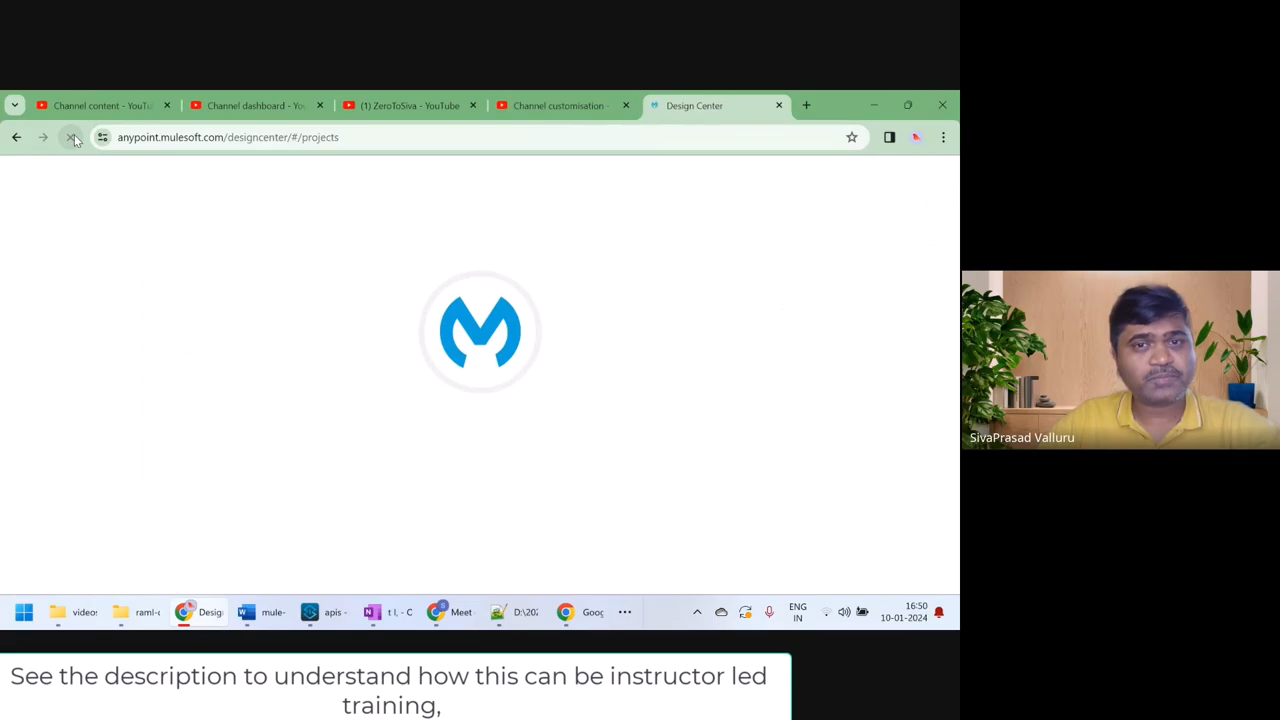 Channel content - YouTu
Channel dashboard - You
(1) ZeroToSiva - YouTube
Channel customisation -
Design Center
anypoint.mulesoft.com/designcenter/#/projects
SivaPrasad Valluru
videos
raml-c
Desig
mule-
apis -
t l, - C
6
Meet
D:\202
Goog
ENG
IN
16:50
10-01-2024
See the description to understand how this can be instructor led
training,